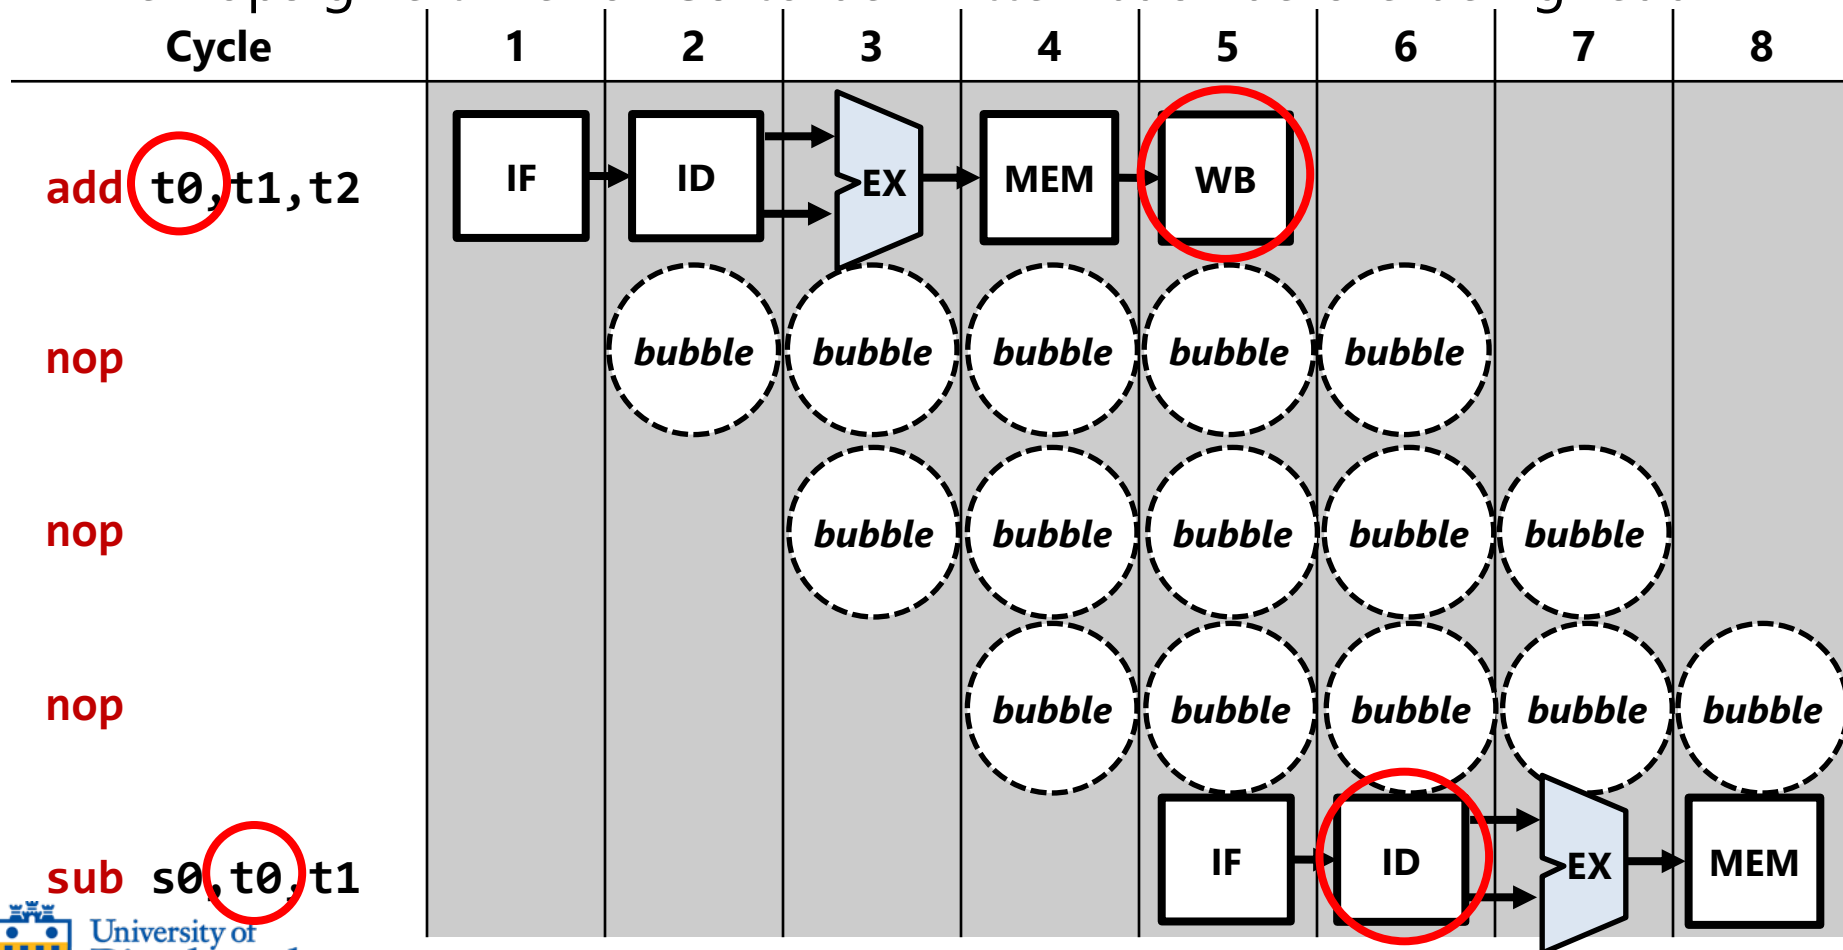 Cycle 1 2 3 4 5 6 7 8
add t0,t1,t2 IF ID EX MEM WB
nop bubble bubble bubble bubble bubble
nop bubble bubble bubble bubble bubble
nop bubble bubble bubble bubble bubble
sub s0,t0,t1 IF ID EX MEM
University of